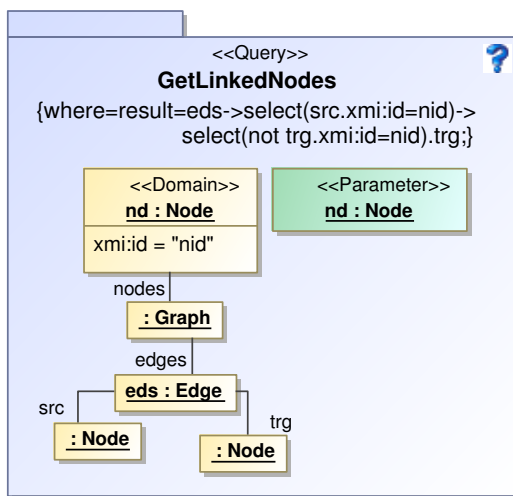 <<Query>>
GetLinkedNodes
{where=result=eds->select(src.xmi:id=nid)->
select(not trg.xmi:id=nid).trg;}
<<Domain>>
nd : Node
xmi:id = "nid"
<<Parameter>>
nd : Node
nodes
: Graph
edges
eds : Edge
src
: Node
trg
: Node